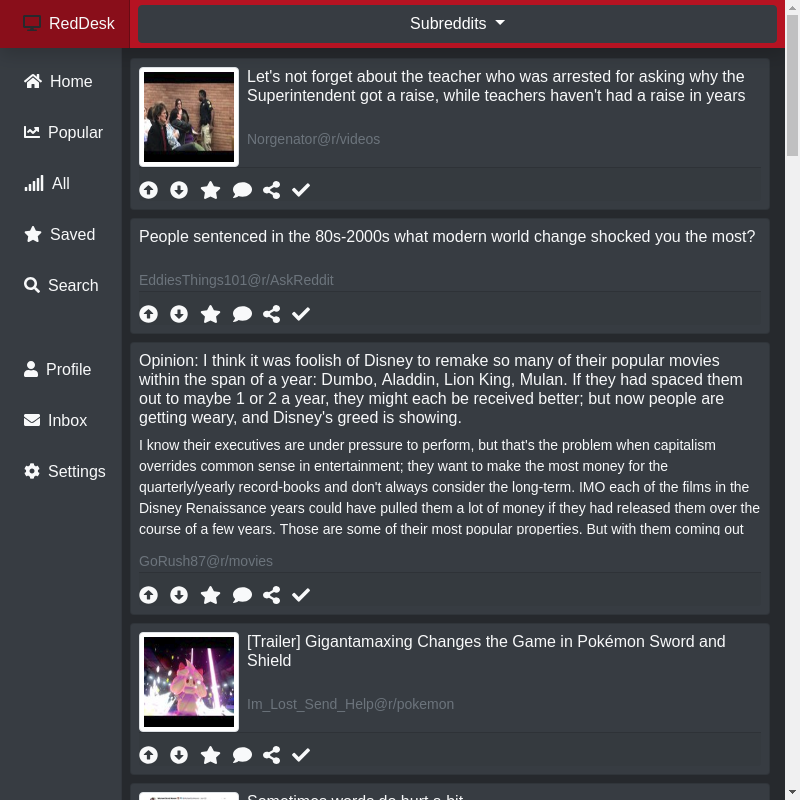 RedDesk
Subreddits
Home
Popular
All
Saved
Search
Profile
Inbox
Settings
Let's not forget about the teacher who was arrested for asking why the
Superintendent got a raise, while teachers haven't had a raise in years
Norgenator@r/videos
People sentenced in the 80s-2000s what modern world change shocked you the most?
EddiesThings101@r/AskReddit
Opinion: I think it was foolish of Disney to remake so many of their popular movies
within the span of a year: Dumbo, Aladdin, Lion King, Mulan. If they had spaced them
out to maybe 1 or 2 a year, they might each be received better; but now people are
getting weary, and Disney's greed is showing.
I know their executives are under pressure to perform, but that's the problem when capitalism
overrides common sense in entertainment; they want to make the most money for the
quarterly/yearly record-books and don't always consider the long-term. IMO each of the films in the
Disney Renaissance years could have pulled them a lot of money if they had released them over the
course of a few years. Those are some of their most popular properties. But with them coming out
GoRush87@r/movies
[Trailer] Gigantamaxing Changes the Game in Pokémon Sword and
Shield
Im_Lost_Send_Help@r/pokemon
Sometimes words do hurt a bit